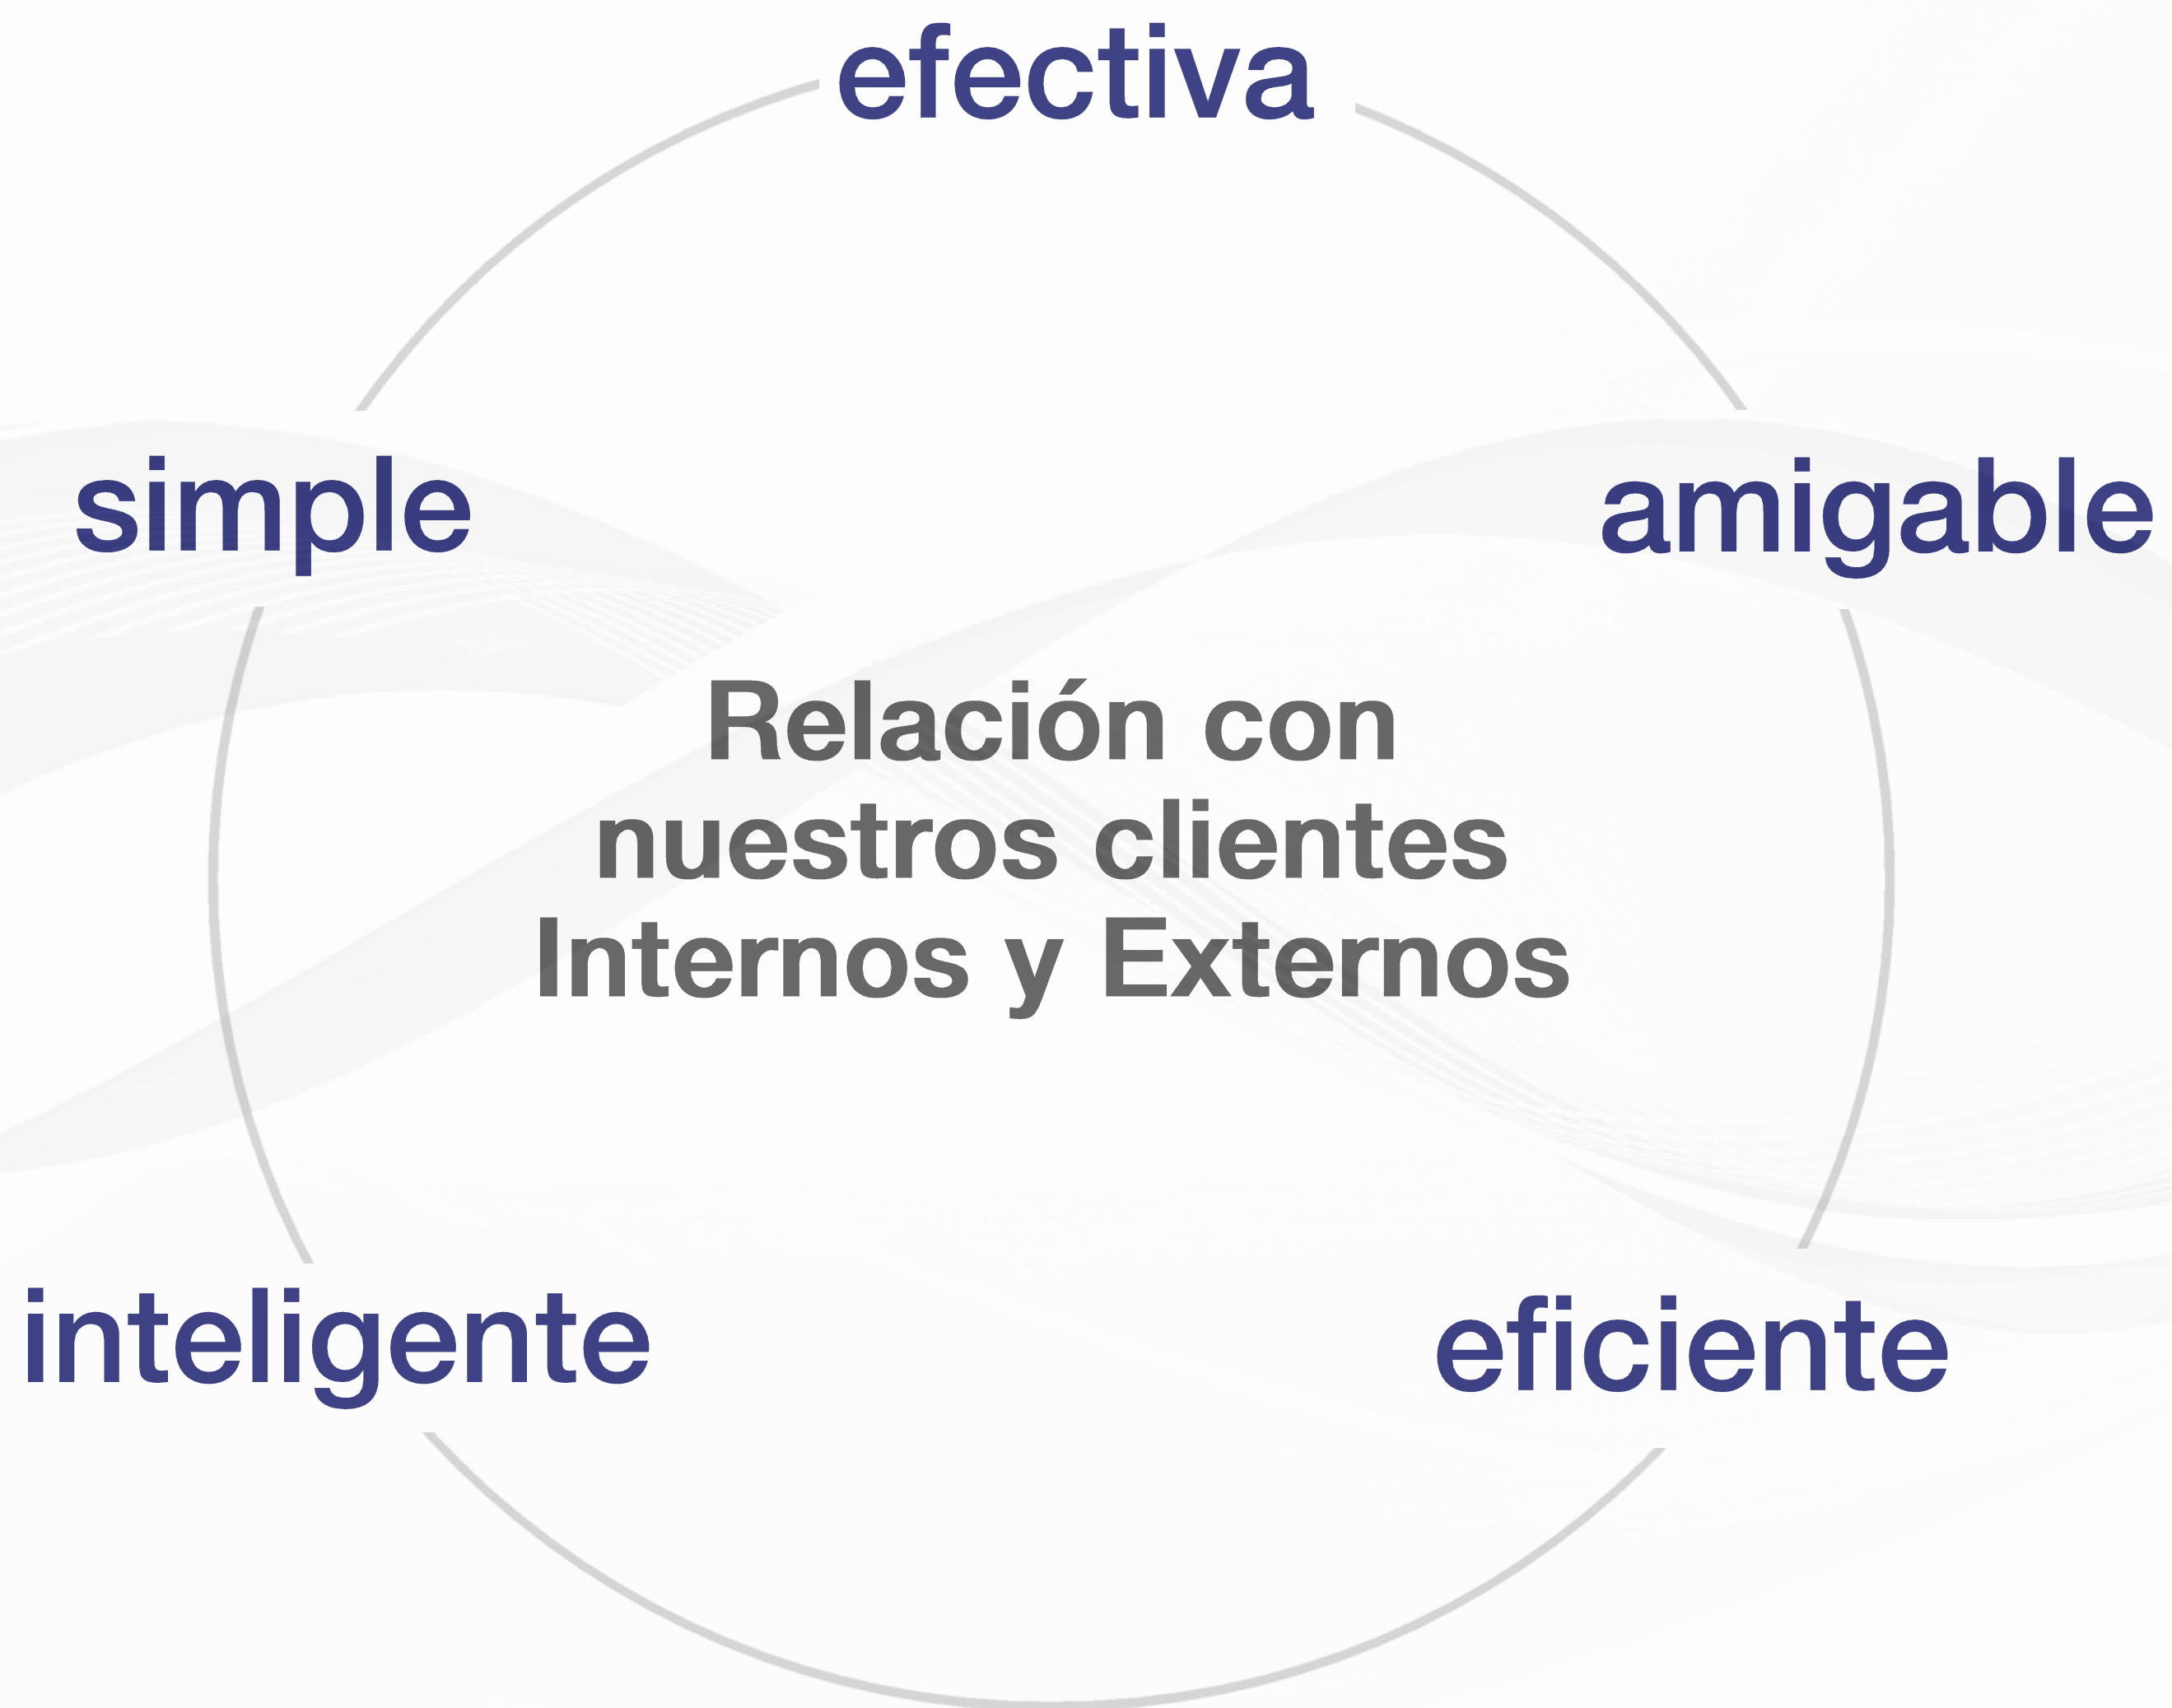 efectiva
simple
amigable
Relación con
nuestros clientes
Internos y Externos
inteligente
eficiente